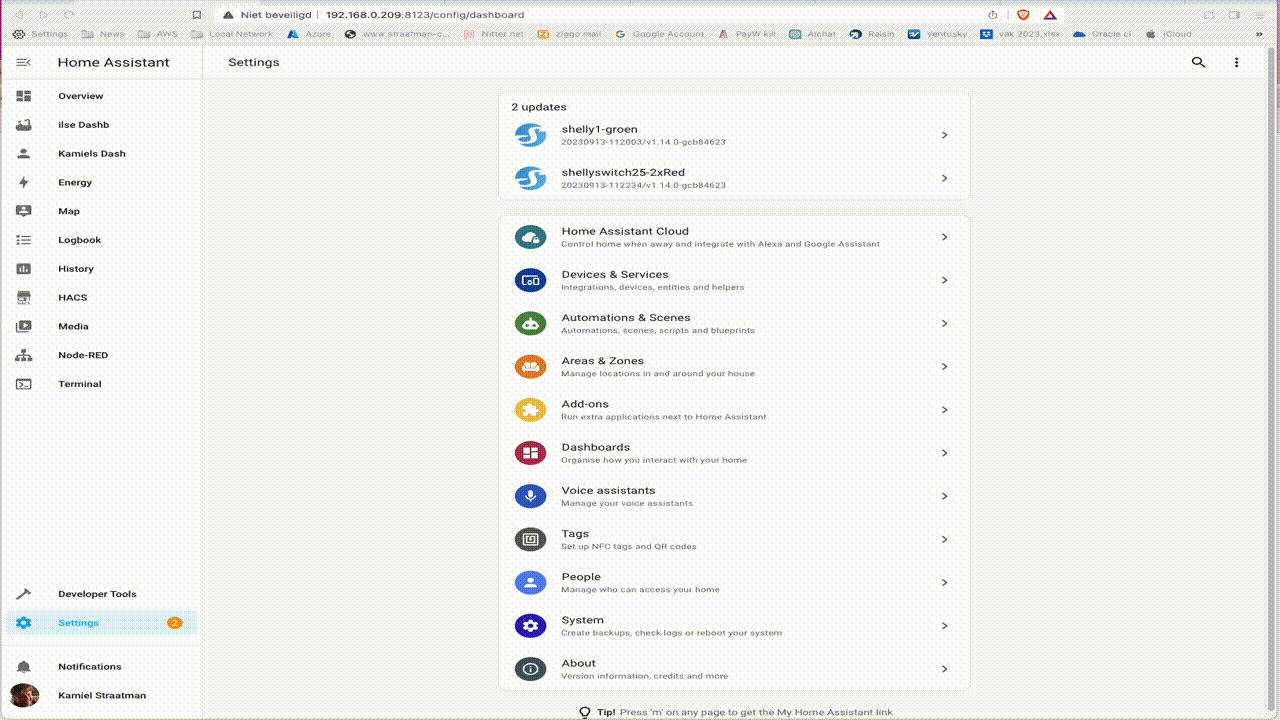 Niet beveiligd | 192.168.0.209:8123/config/dashboard
Settings News AWS Local Network Azure www.straatman-c... Nitter.net ziggo mail Google Account PayW kill AIchat Raisin Ventusky vak 2023.xlsx Oracle cl iCloud »
Home Assistant
Settings
Overview
ilse Dashb
Kamiels Dash
Energy
Map
Logbook
History
HACS
Media
Node-RED
Terminal
Developer Tools
Settings 2
Notifications
Kamiel Straatman
2 updates
shelly1-groen
20230913-112003/v1.14.0-gcb84623
shellyswitch25-2xRed
20230913-112234/v1.14.0-gcb84623
Home Assistant Cloud
Control home when away and integrate with Alexa and Google Assistant
Devices & Services
Integrations, devices, entities and helpers
Automations & Scenes
Automations, scenes, scripts and blueprints
Areas & Zones
Manage locations in and around your house
Add-ons
Run extra applications next to Home Assistant
Dashboards
Organise how you interact with your home
Voice assistants
Manage your voice assistants
Tags
Set up NFC tags and QR codes
People
Manage who can access your home
System
Create backups, check logs or reboot your system
About
Version information, credits and more
Tip! Press 'm' on any page to get the My Home Assistant link